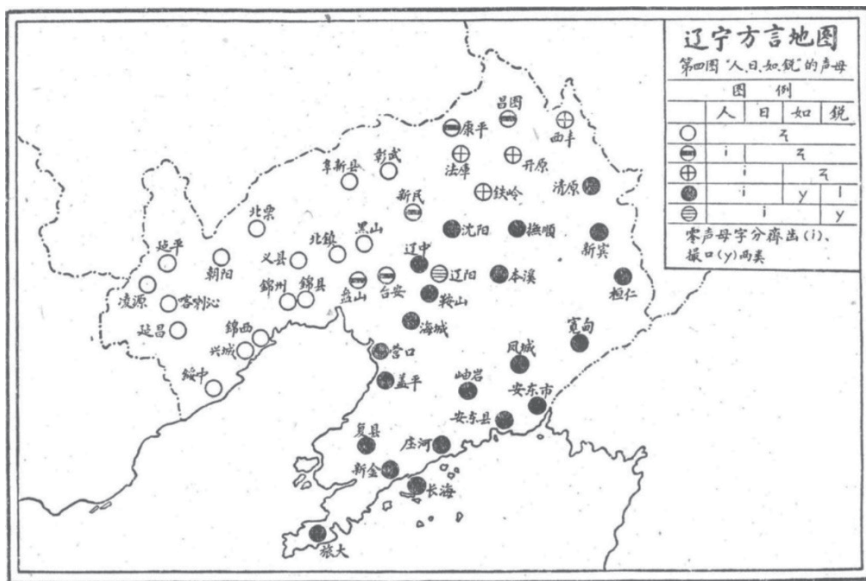 辽宁方言地图
第四图“人、日、如、锐”的声母
图 例
人 日 如 锐
ʐ
i ʐ
i ʐ
i y l
i y
零声母字分齐出(i)、
撮口(y)两类
昌图
康平
西丰
彰武
法库
开原
阜新县
铁岭
清原
新民
北票
沈阳
抚顺
黑山
新宾
北镇
辽中
延平
朝阳
义县
辽阳
本溪
桓仁
台安
盘山
凌源
喀喇沁
锦州
锦县
鞍山
海城
延昌
锦西
宽甸
兴城
营口
凤城
绥中
盖平
岫岩
安东市
安东县
复县
庄河
新金
长海
旅大